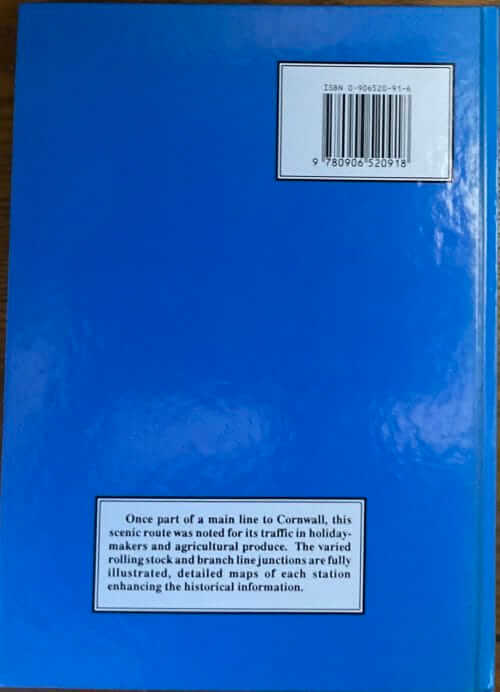 ISBN 0-906520-91-6
9 780906 520918
Once part of a main line to Cornwall, this
scenic route was noted for its traffic in holiday-
makers and agricultural produce. The varied
rolling stock and branch line junctions are fully
illustrated, detailed maps of each station
enhancing the historical information.